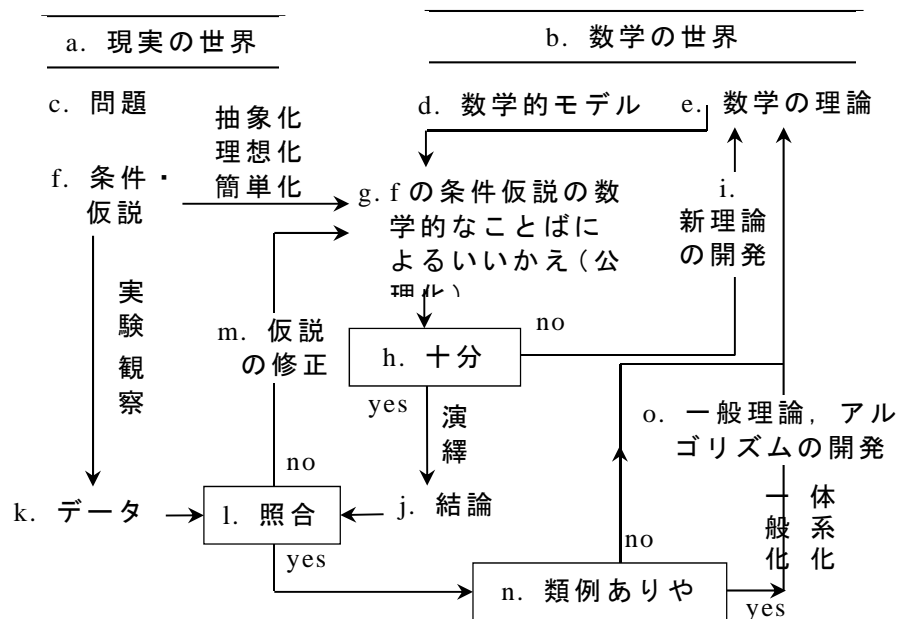 a. 現実の世界
b. 数学の世界
c. 問題
抽象化
理想化
簡単化
d. 数学的モデル
e. 数学の理論
f. 条件・
仮説
g. fの条件仮説の数
学的なことばに
よるいいかえ（公
理化）
i.
新理論
の開発
実験 観察
m. 仮説
の修正
no
h. 十分
yes
演繹
o. 一般理論，アル
ゴリズムの開発
no
k. データ
l. 照合
j. 結論
一般化
体系化
yes
no
n. 類例ありや
yes